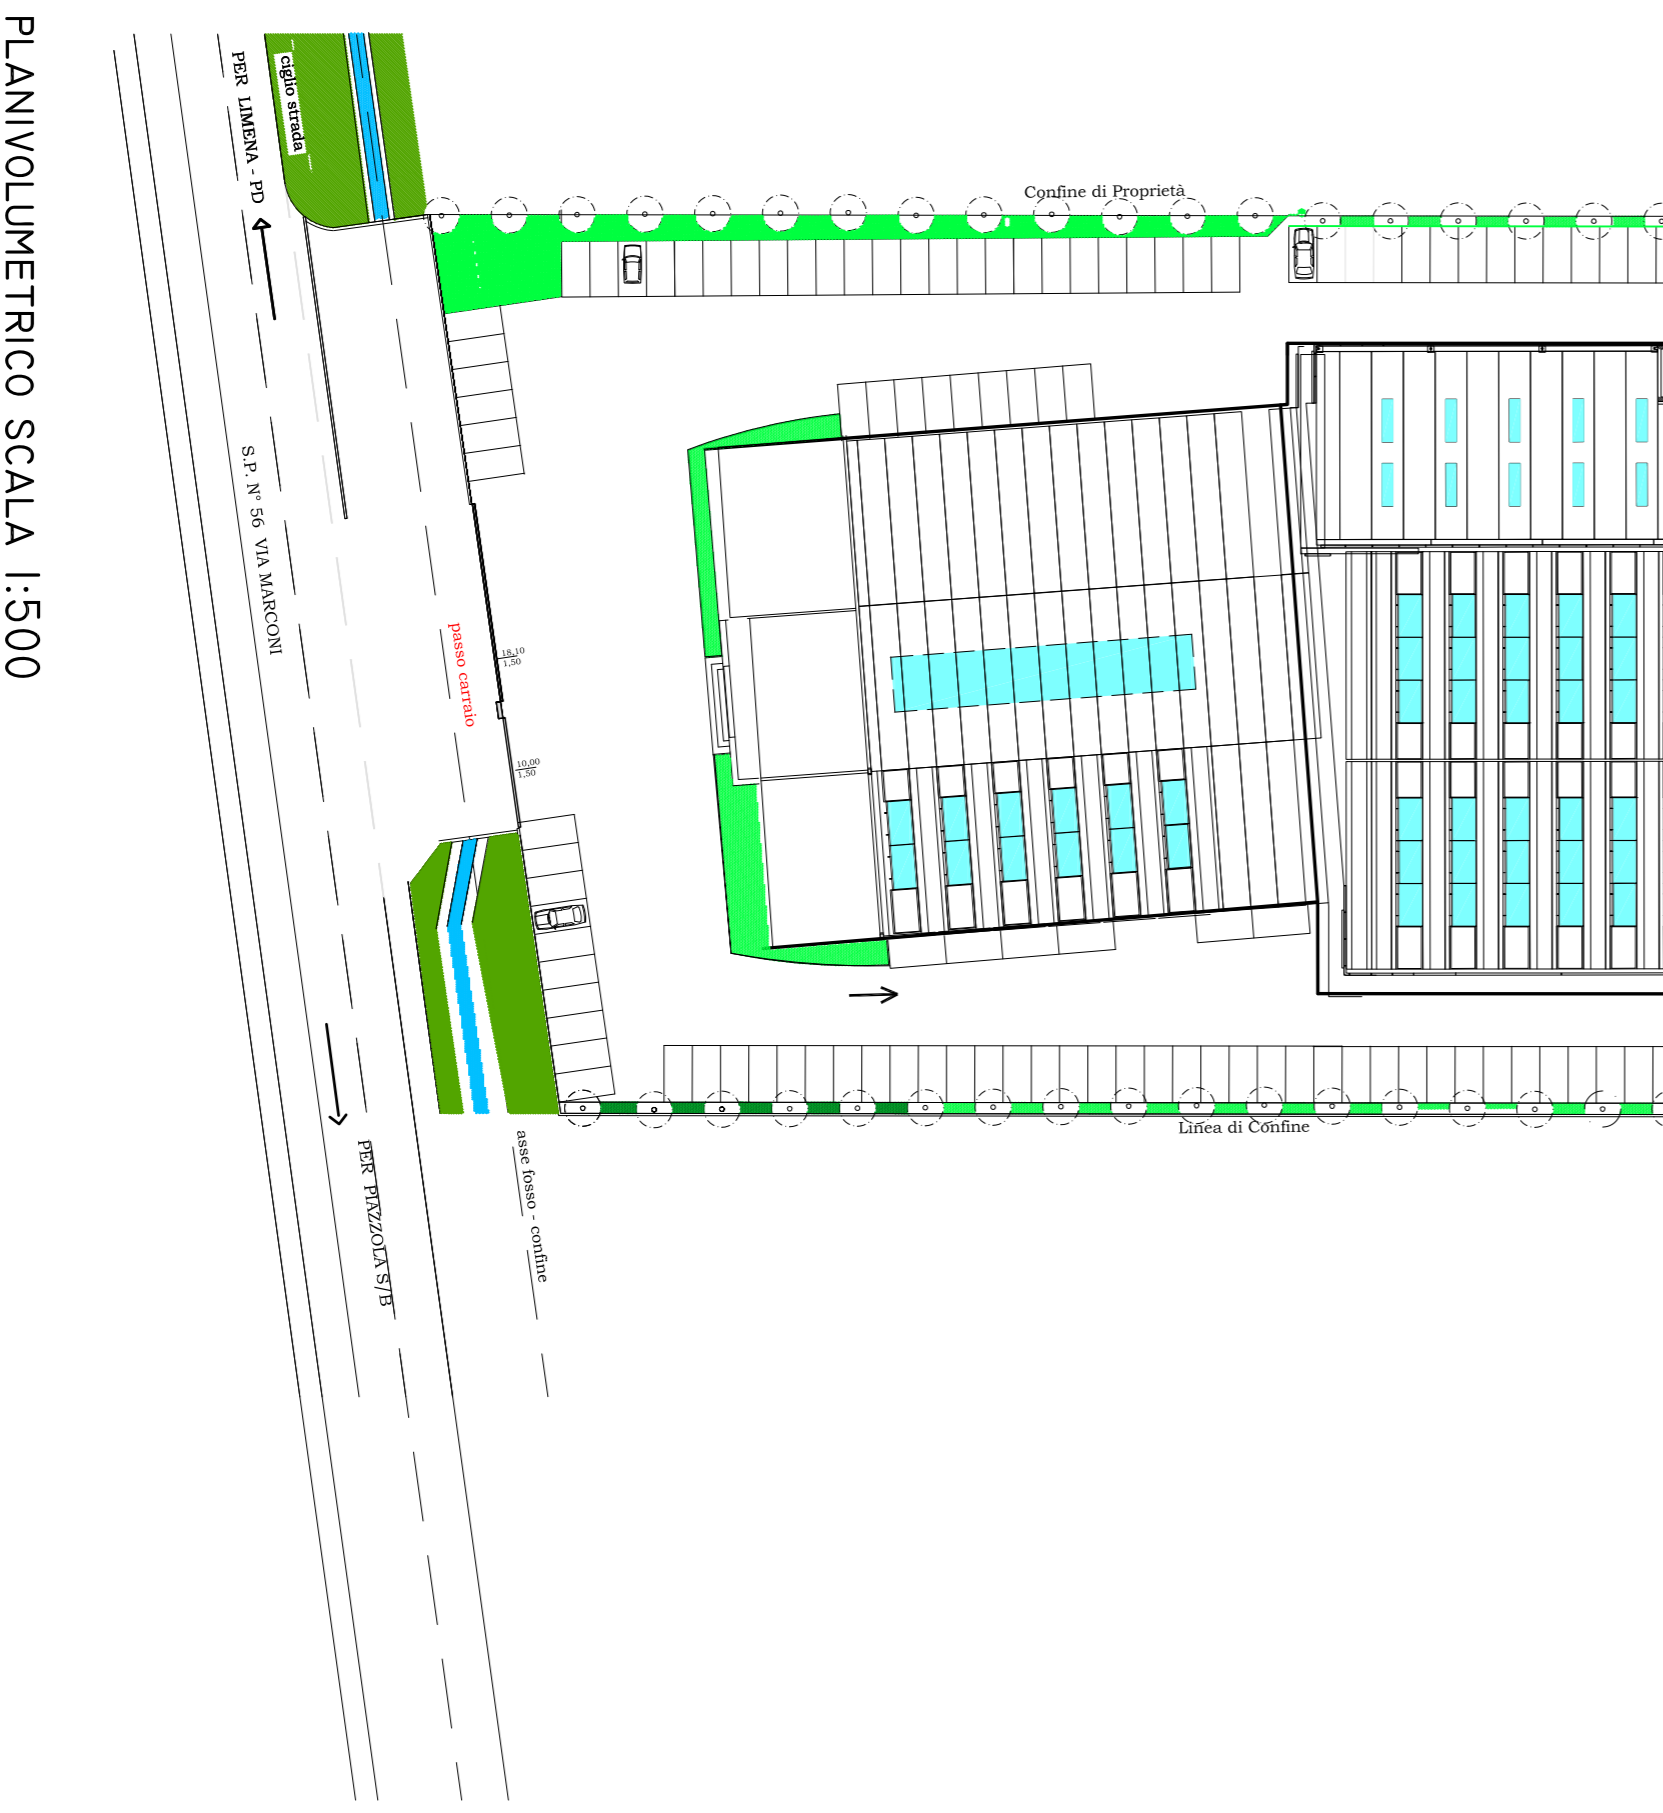 PLANIVOLUMETRICO SCALA 1:500
PER LIMENA - PD
ciglio strada
Confine di Proprietà
S.P. N° 56 VIA MARCONI
passo carraio
18,10
1,50
10,00
1,50
PER PIAZZOLA S/B
asse fosso - confine
Linea di Confine